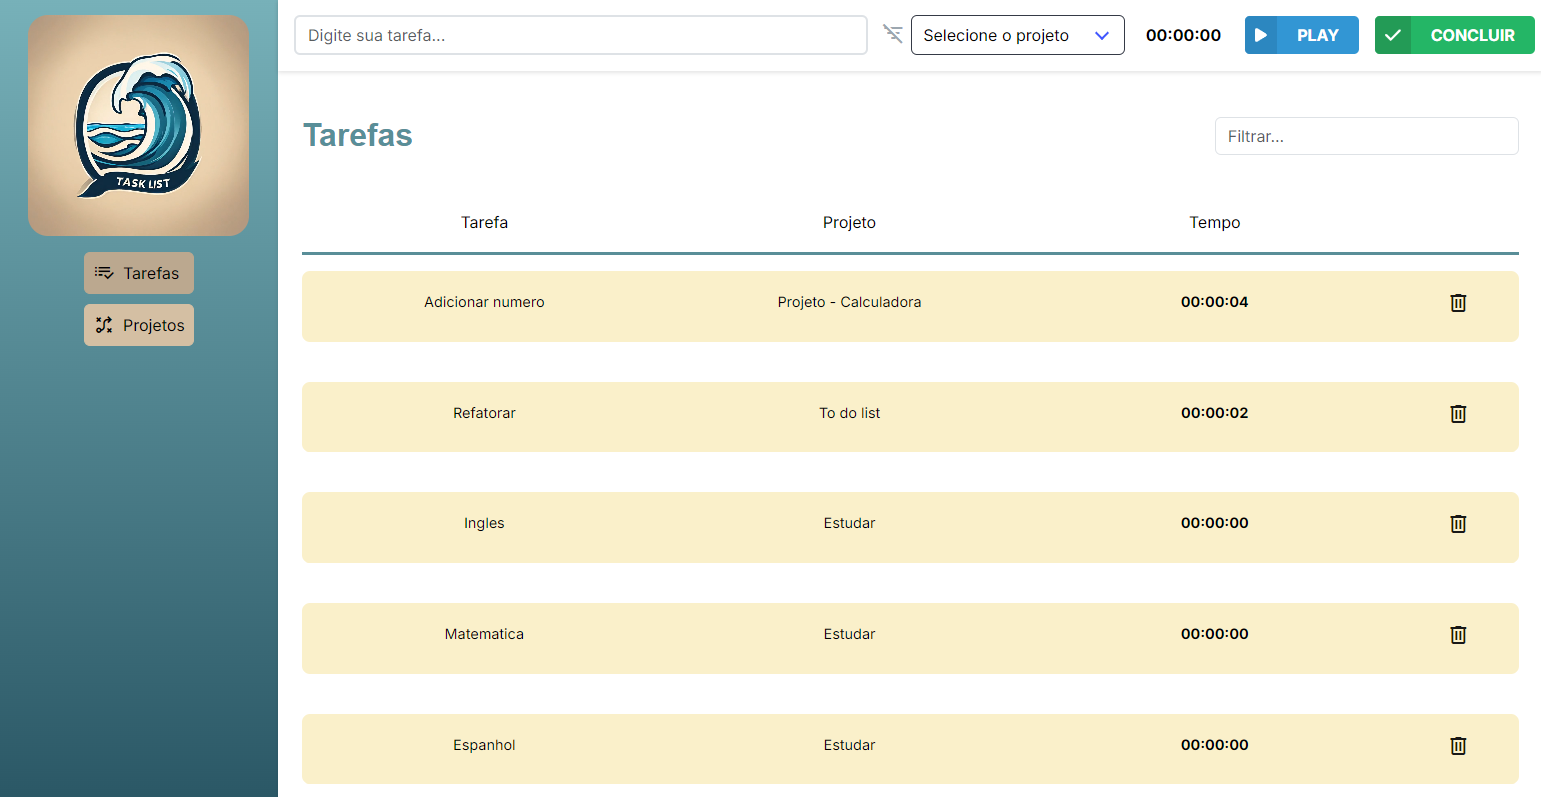 TASK LIST
Tarefas
Projetos
Digite sua tarefa...
Selecione o projeto
00:00:00
PLAY
CONCLUIR
Tarefas
Filtrar...
Tarefa Projeto Tempo
Adicionar numero Projeto - Calculadora 00:00:04
Refatorar To do list 00:00:02
Ingles Estudar 00:00:00
Matematica Estudar 00:00:00
Espanhol Estudar 00:00:00